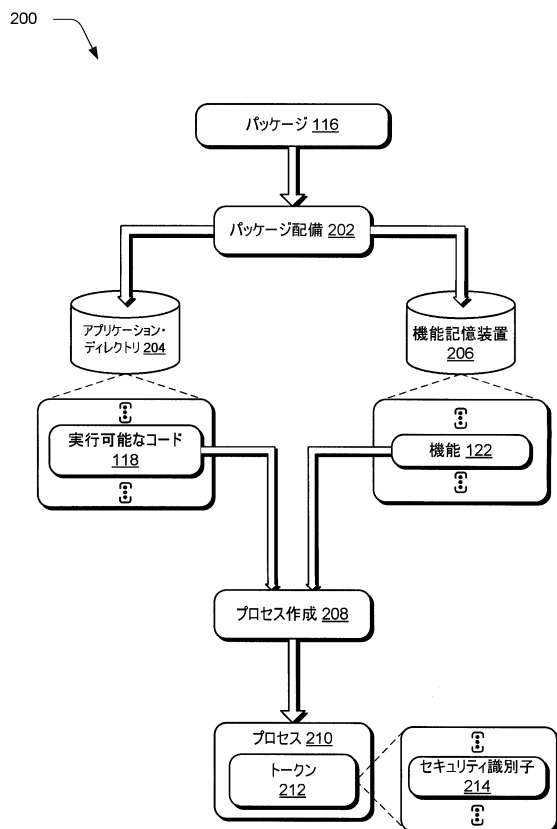 200
パッケージ 116
パッケージ配備 202
アプリケーション・
ディレクトリ 204
機能記憶装置
206
実行可能なコード
118
機能 122
プロセス作成 208
プロセス 210
トークン
212
セキュリティ識別子
214